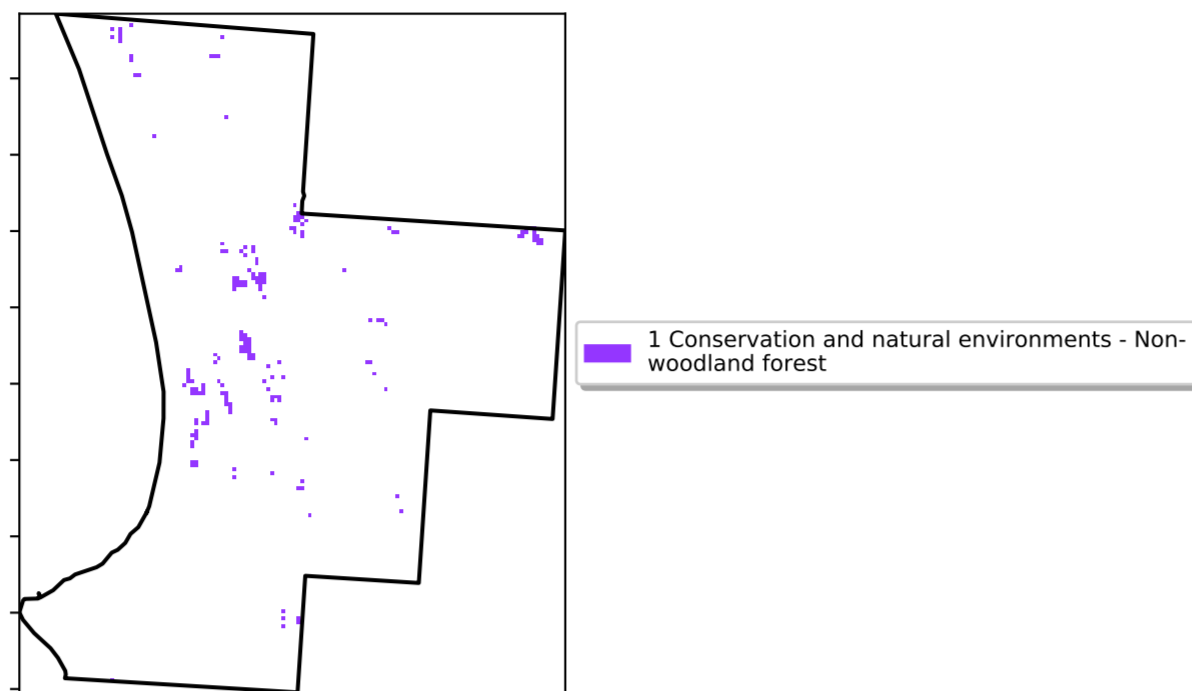 1 Conservation and natural environments - Non-
woodland forest